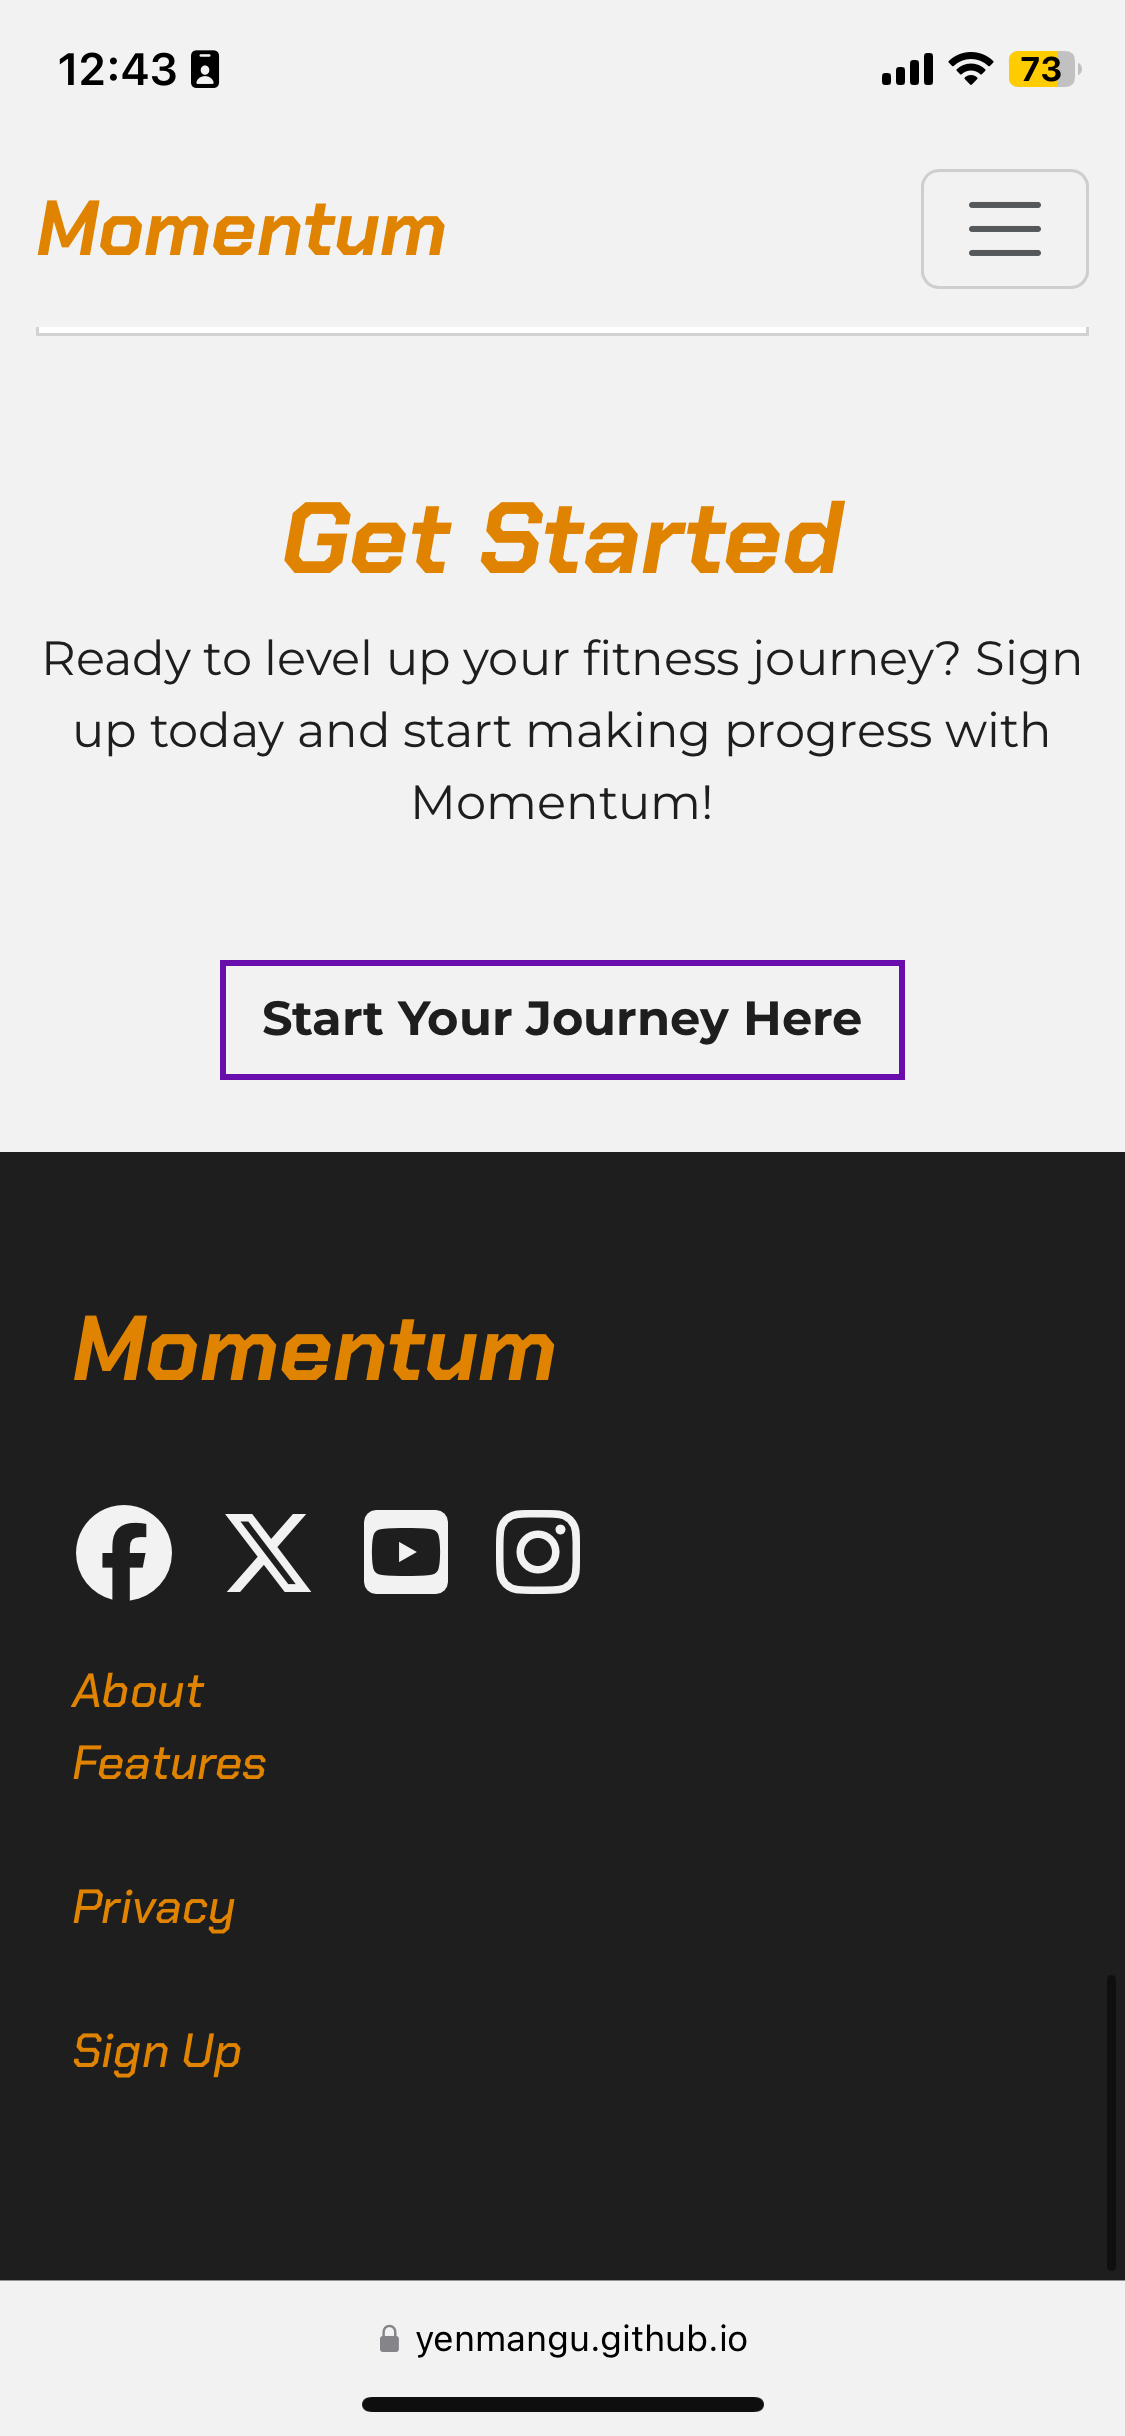 12:43
73
Momentum
Get Started
Ready to level up your fitness journey? Sign
up today and start making progress with
Momentum!
Start Your Journey Here
Momentum
About
Features
Privacy
Sign Up
yenmangu.github.io